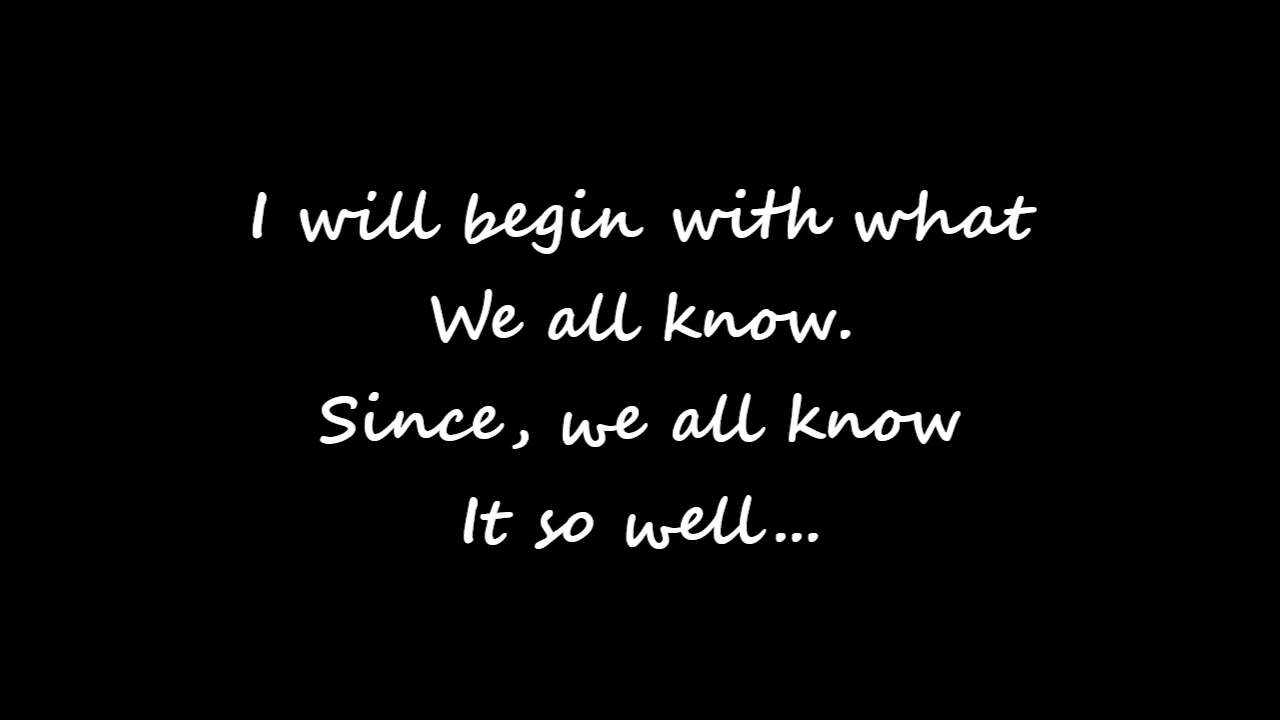 I will begin with what
We all know.
Since, we all know
It so well...